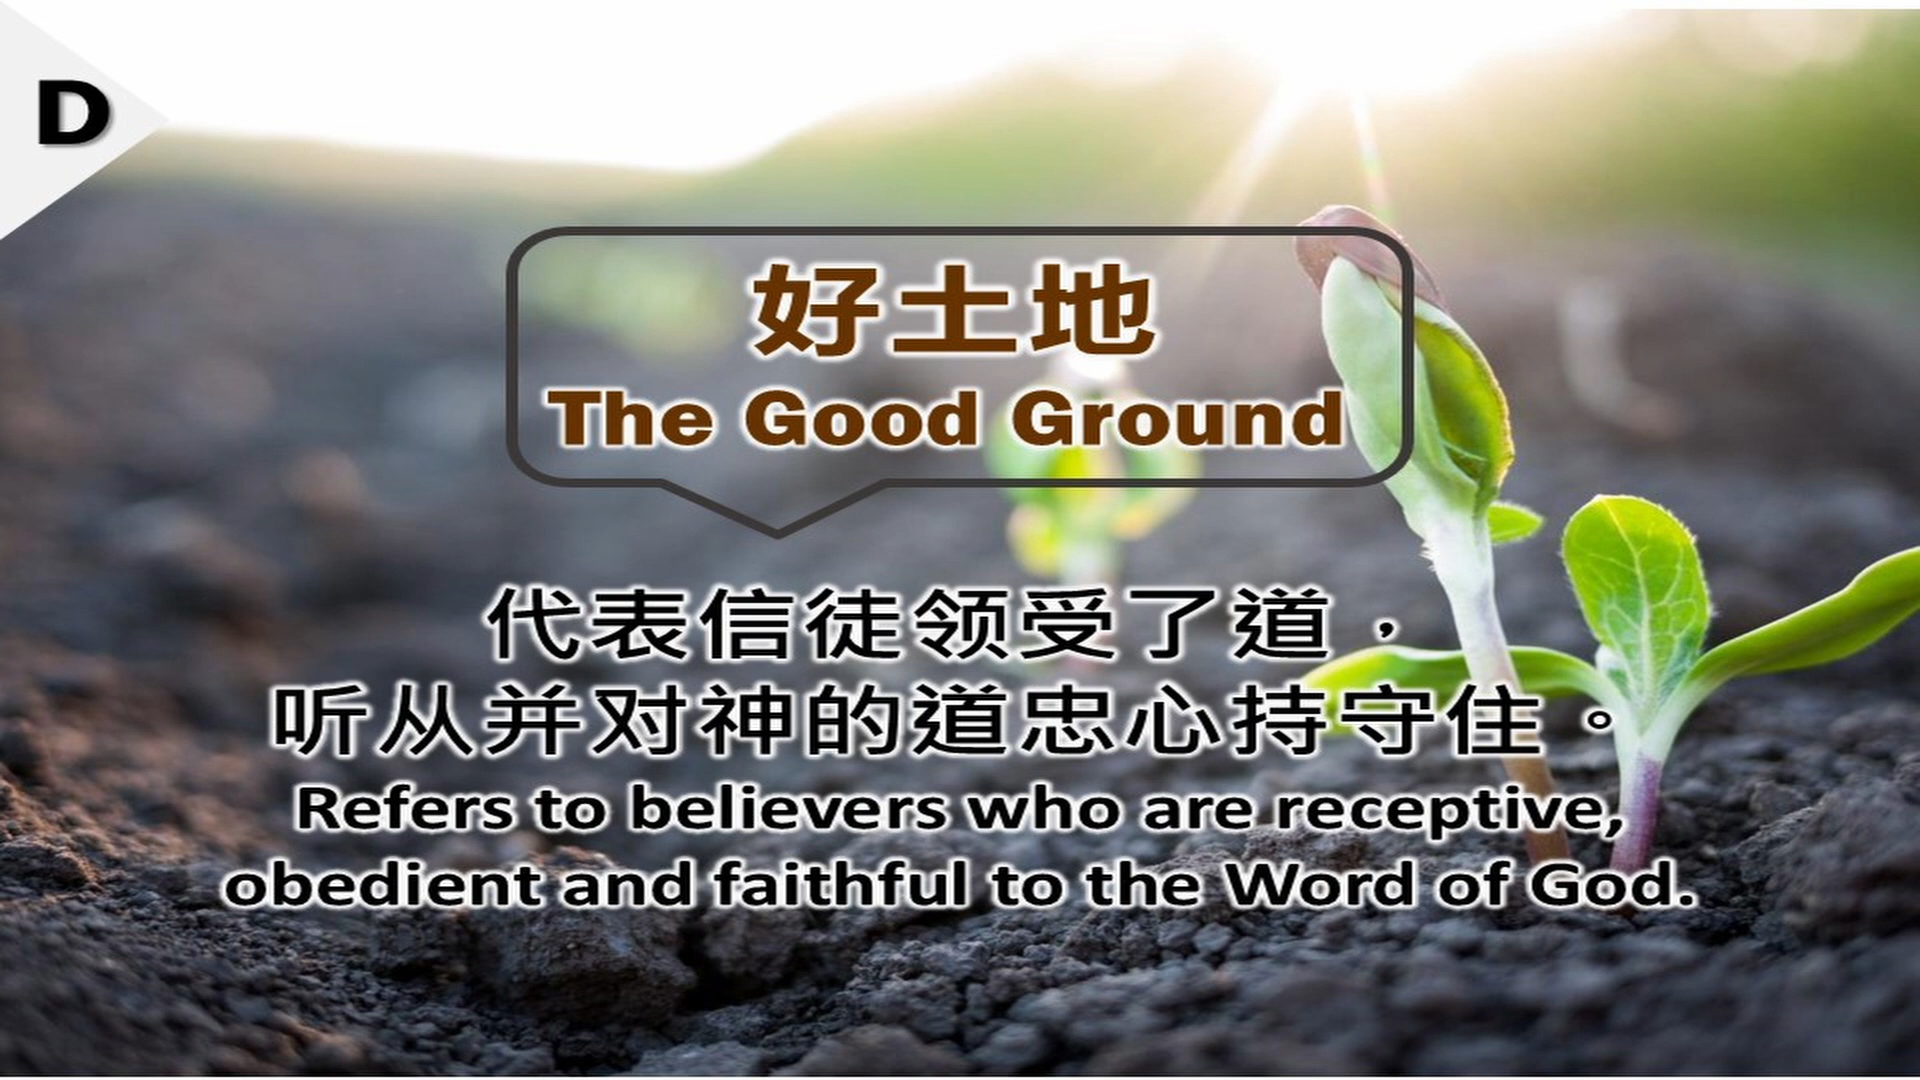 D
好土地
The Good Ground
代表信徒领受了道，
听从并对神的道忠心持守住。
Refers to believers who are receptive,
obedient and faithful to the Word of God.